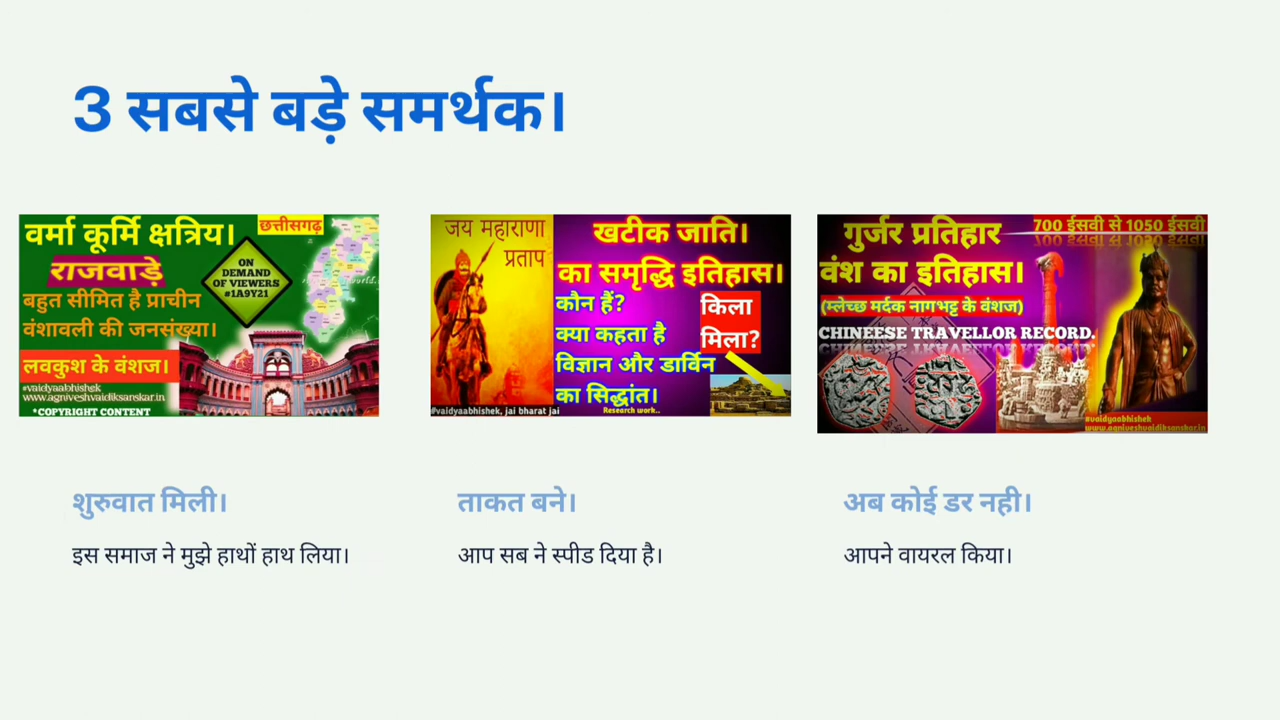 3 सबसे बड़े समर्थक।
वर्मा कूर्मि क्षत्रिय।
छत्तीसगढ़
राजवाड़े
ON
DEMAND
OF VIEWERS
#1A9Y21
बहुत सीमित है प्राचीन
वंशावली की जनसंख्या।
लवकुश के वंशज।
#vaidyaabhishek
www.agniveshvaidiksanskar.in
*COPYRIGHT CONTENT
जय महाराणा
प्रताप
खटीक जाति।
का समृद्धि इतिहास।
कौन हैं?
क्या कहता है
विज्ञान और डार्विन
का सिद्धांत।
किला
मिला?
#vaidyaabhishek, jai bharat jai
Research work..
गुर्जर प्रतिहार
700 ईसवी से 1050 ईसवी
वंश का इतिहास।
(म्लेच्छ मर्दक नागभट्ट के वंशज)
CHINEESE TRAVELLOR RECORD.
#vaidyaabhishek
www.agniveshvaidiksanskar.in
शुरुवात मिली।
इस समाज ने मुझे हाथों हाथ लिया।
ताकत बने।
आप सब ने स्पीड दिया है।
अब कोई डर नही।
आपने वायरल किया।